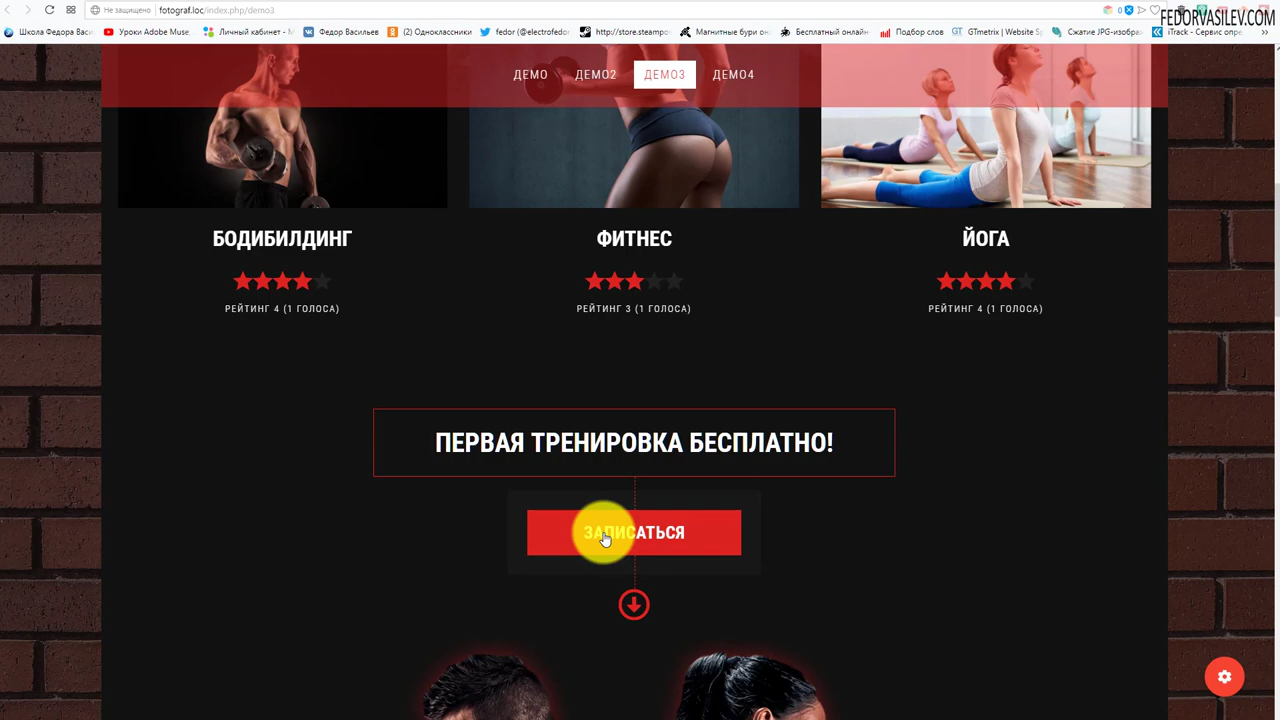 Не защищено fotograf.loc/index.php/demo3
0
FEDORVASILEV.COM
Школа Федора Васи
Уроки Adobe Muse,
Личный кабинет - М
Федор Васильев
(2) Одноклассники
fedor (@electrofedor
http://store.steampo
Магнитные бури он
Бесплатный онлайн
Подбор слов
GTmetrix | Website S
Сжатие JPG-изобра
iTrack - Сервис опре
ДЕМО ДЕМО2 ДЕМО3 ДЕМО4
БОДИБИЛДИНГ
РЕЙТИНГ 4 (1 ГОЛОСА)
ФИТНЕС
РЕЙТИНГ 3 (1 ГОЛОСА)
ЙОГА
РЕЙТИНГ 4 (1 ГОЛОСА)
ПЕРВАЯ ТРЕНИРОВКА БЕСПЛАТНО!
ЗАПИСАТЬСЯ